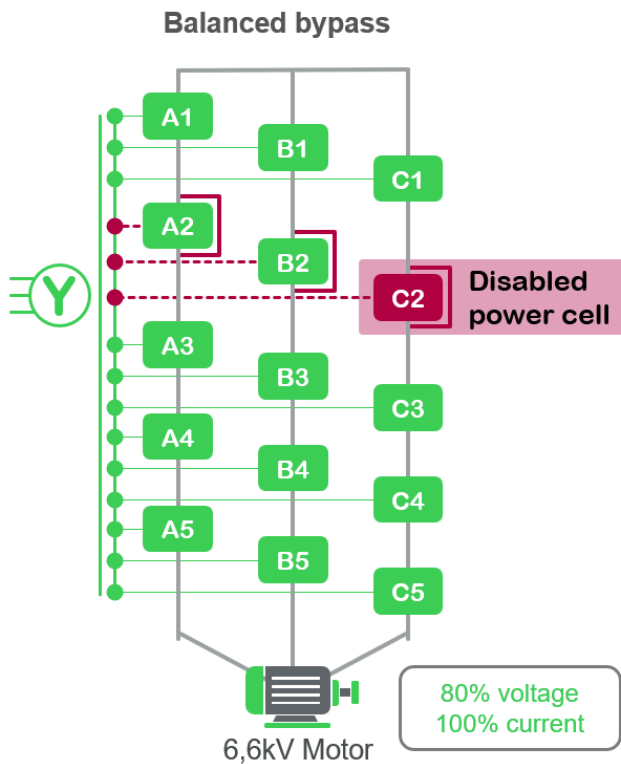 Balanced bypass
A1
B1
C1
A2
B2
Y
C2
Disabled
power cell
A3
B3
C3
A4
B4
C4
A5
B5
C5
80% voltage
100% current
6,6kV Motor